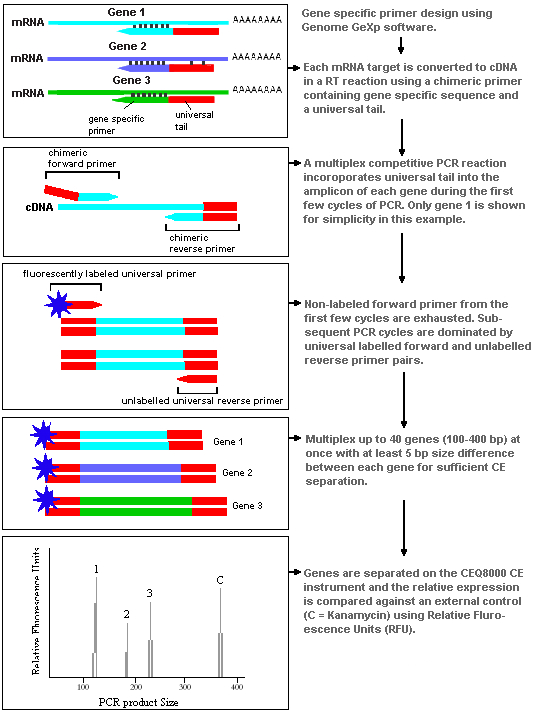 Gene 1
mRNA
AAAAAAAA
Gene 2
mRNA
AAAAAAAA
Gene 3
mRNA
AAAAAAAA
gene specific
primer
universal
tail
Gene specific primer design using
Genome GeXp software.
Each mRNA target is converted to cDNA
in a RT reaction using a chimeric primer
containing gene specific sequence and
a universal tail.
chimeric
forward primer
cDNA
chimeric
reverse primer
A multiplex competitive PCR reaction
incoroporates universal tail into the
amplicon of each gene during the first
few cycles of PCR. Only gene 1 is shown
for simplicity in this example.
fluorescently labeled universal primer
unlabelled universal reverse primer
Non-labeled forward primer from the
first few cycles are exhausted. Sub-
sequent PCR cycles are dominated by
universal labelled forward and unlabelled
reverse primer pairs.
Gene 1
Gene 2
Gene 3
Multiplex up to 40 genes (100-400 bp) at
once with at least 5 bp size difference
between each gene for sufficient CE
separation.
Relative Fluorescence Units
1
2
3
C
100
200
300
400
PCR product Size
Genes are separated on the CEQ8000 CE
instrument and the relative expression
is compared against an external control
(C = Kanamycin) using Relative Fluro-
escence Units (RFU).